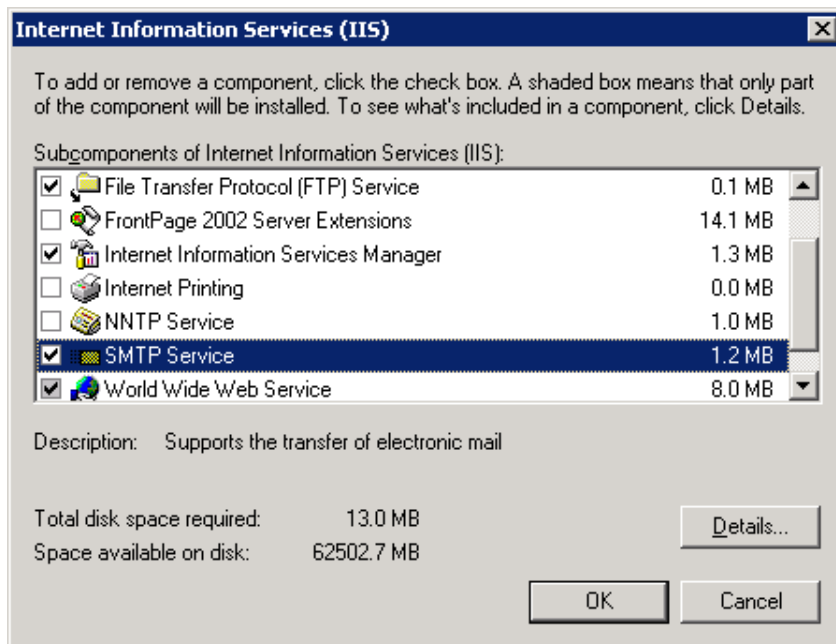 Internet Information Services (IIS)
To add or remove a component, click the check box. A shaded box means that only part
of the component will be installed. To see what's included in a component, click Details.
Subcomponents of Internet Information Services (IIS):
File Transfer Protocol (FTP) Service 0.1 MB
FrontPage 2002 Server Extensions 14.1 MB
Internet Information Services Manager 1.3 MB
Internet Printing 0.0 MB
NNTP Service 1.0 MB
SMTP Service 1.2 MB
World Wide Web Service 8.0 MB
Description: Supports the transfer of electronic mail
Total disk space required: 13.0 MB
Space available on disk: 62502.7 MB
Details...
OK Cancel